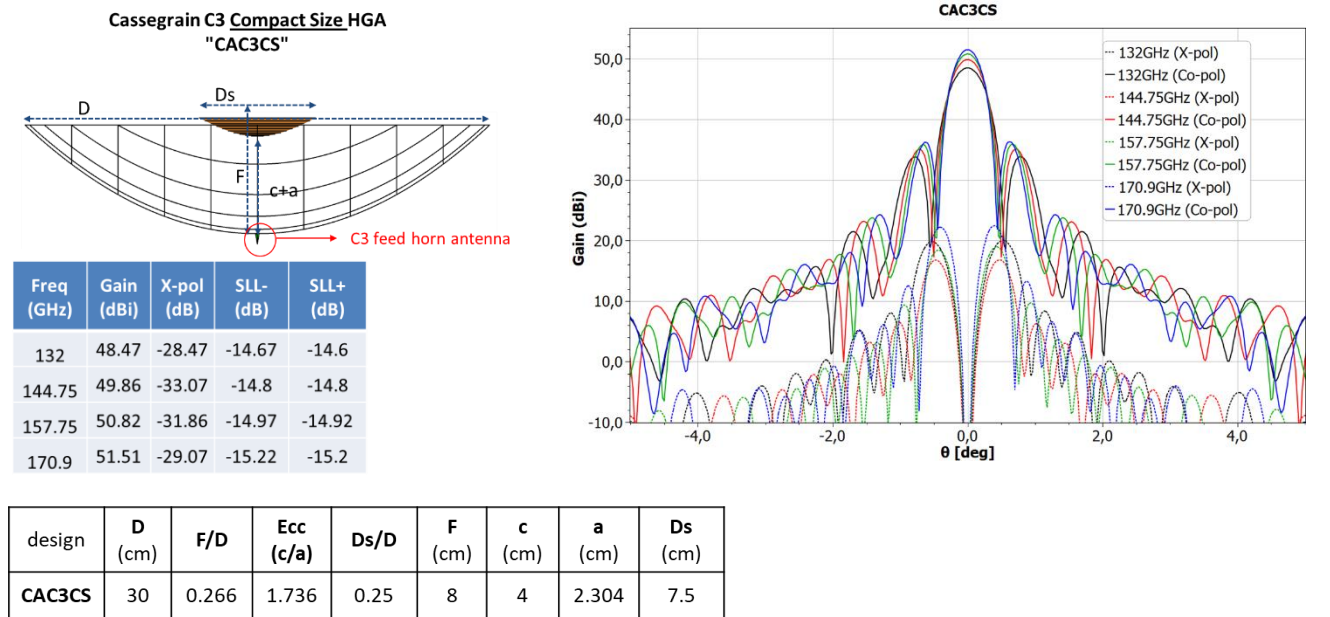 Cassegrain C3 Compact Size HGA
"CAC3CS"
D
Ds
F
c+a
C3 feed horn antenna
Freq (GHz) Gain (dBi) X-pol (dB) SLL- (dB) SLL+ (dB)
132 48.47 -28.47 -14.67 -14.6
144.75 49.86 -33.07 -14.8 -14.8
157.75 50.82 -31.86 -14.97 -14.92
170.9 51.51 -29.07 -15.22 -15.2
CAC3CS
Gain (dBi)
50,0
40,0
30,0
20,0
10,0
0,0
-10,0
-4,0 -2,0 0,0 2,0 4,0
θ [deg]
132GHz (X-pol)
132GHz (Co-pol)
144.75GHz (X-pol)
144.75GHz (Co-pol)
157.75GHz (X-pol)
157.75GHz (Co-pol)
170.9GHz (X-pol)
170.9GHz (Co-pol)
design D (cm) F/D Ecc (c/a) Ds/D F (cm) c (cm) a (cm) Ds (cm)
CAC3CS 30 0.266 1.736 0.25 8 4 2.304 7.5